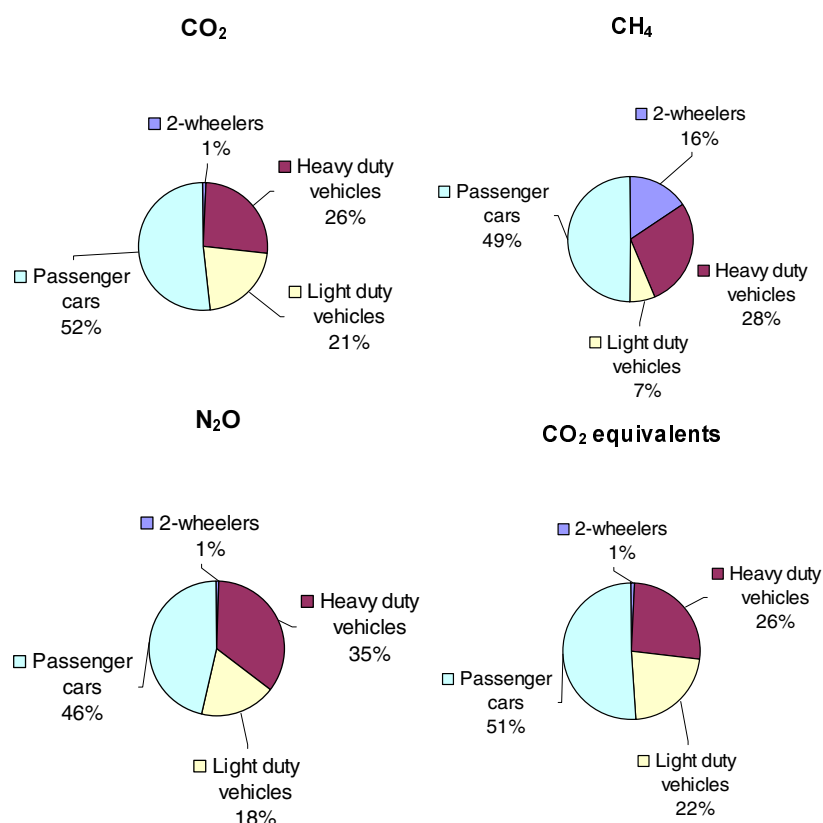 CO₂
2-wheelers
1%
Heavy duty
vehicles
26%
Passenger
cars
52%
Light duty
vehicles
21%
CH₄
2-wheelers
16%
Passenger
cars
49%
Heavy duty
vehicles
28%
Light duty
vehicles
7%
N₂O
2-wheelers
1%
Heavy duty
vehicles
35%
Passenger
cars
46%
Light duty
vehicles
18%
CO₂ equivalents
2-wheelers
1%
Heavy duty
vehicles
26%
Passenger
cars
51%
Light duty
vehicles
22%